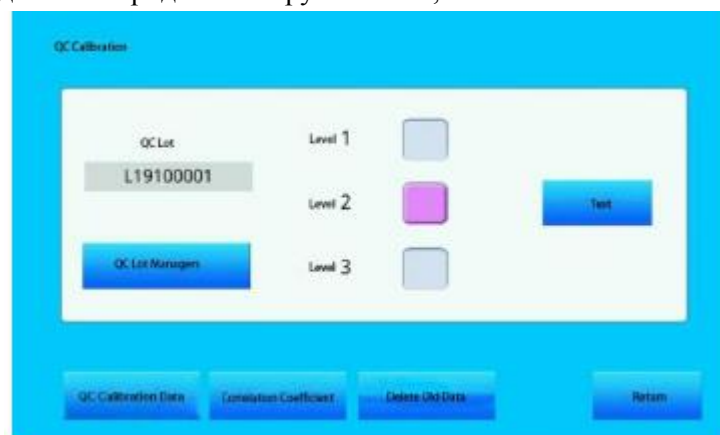 QC Calibration
QC Lot
L19100001
QC Lot Managers
Level 1
Level 2
Level 3
Test
QC Calibration Data
Correlation Coefficient
Delete Old Data
Return